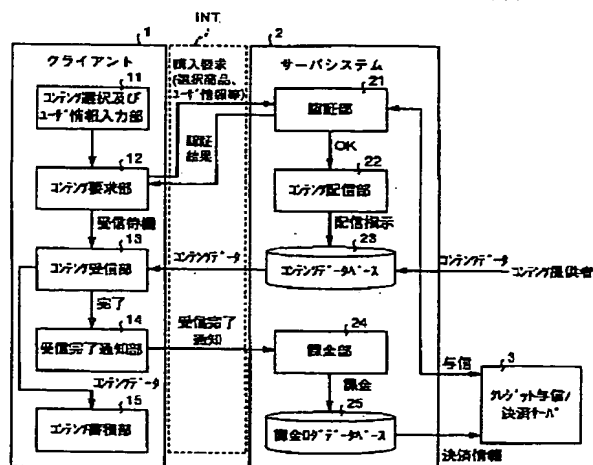 INT.
1
2
クライアント
購入要求
(選択商品、
ユーザ情報等)
サーバシステム
11
コンテンツ選択及び
ユーザ情報入力部
21
認証部
認証
結果
OK
12
コンテンツ要求部
22
コンテンツ配信部
受信待機
配信指示
13
コンテンツ受信部
コンテンツデータ
23
コンテンツデータベース
コンテンツデータ
コンテンツ提供者
完了
14
受信完了通知部
受信完了
通知
24
課金部
与信
3
コンテンツデータ
課金
クレジット与信/
決済サーバ
15
コンテンツ蓄積部
25
課金ログデータベース
決済情報